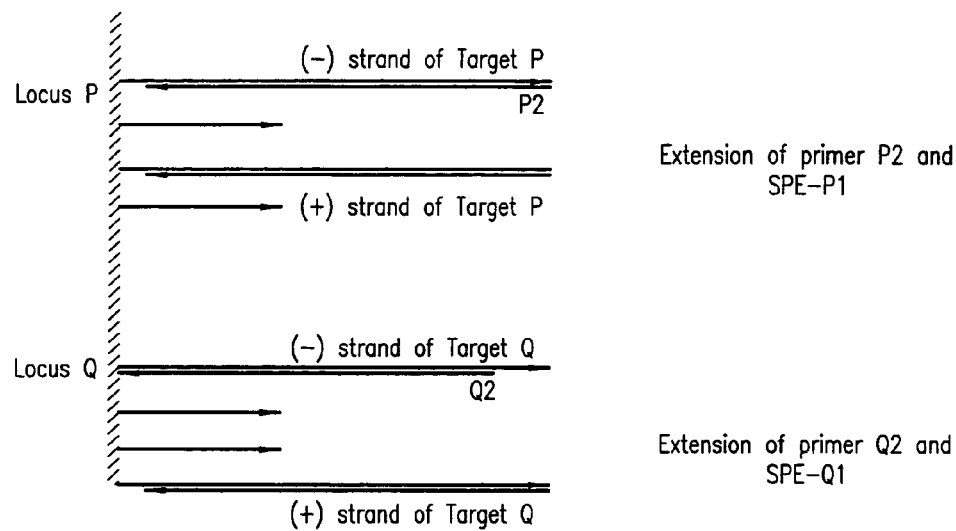 (-) strand of Target P
Locus P
P2
Extension of primer P2 and
SPE-P1
(+) strand of Target P
(-) strand of Target Q
Locus Q
Q2
Extension of primer Q2 and
SPE-Q1
(+) strand of Target Q